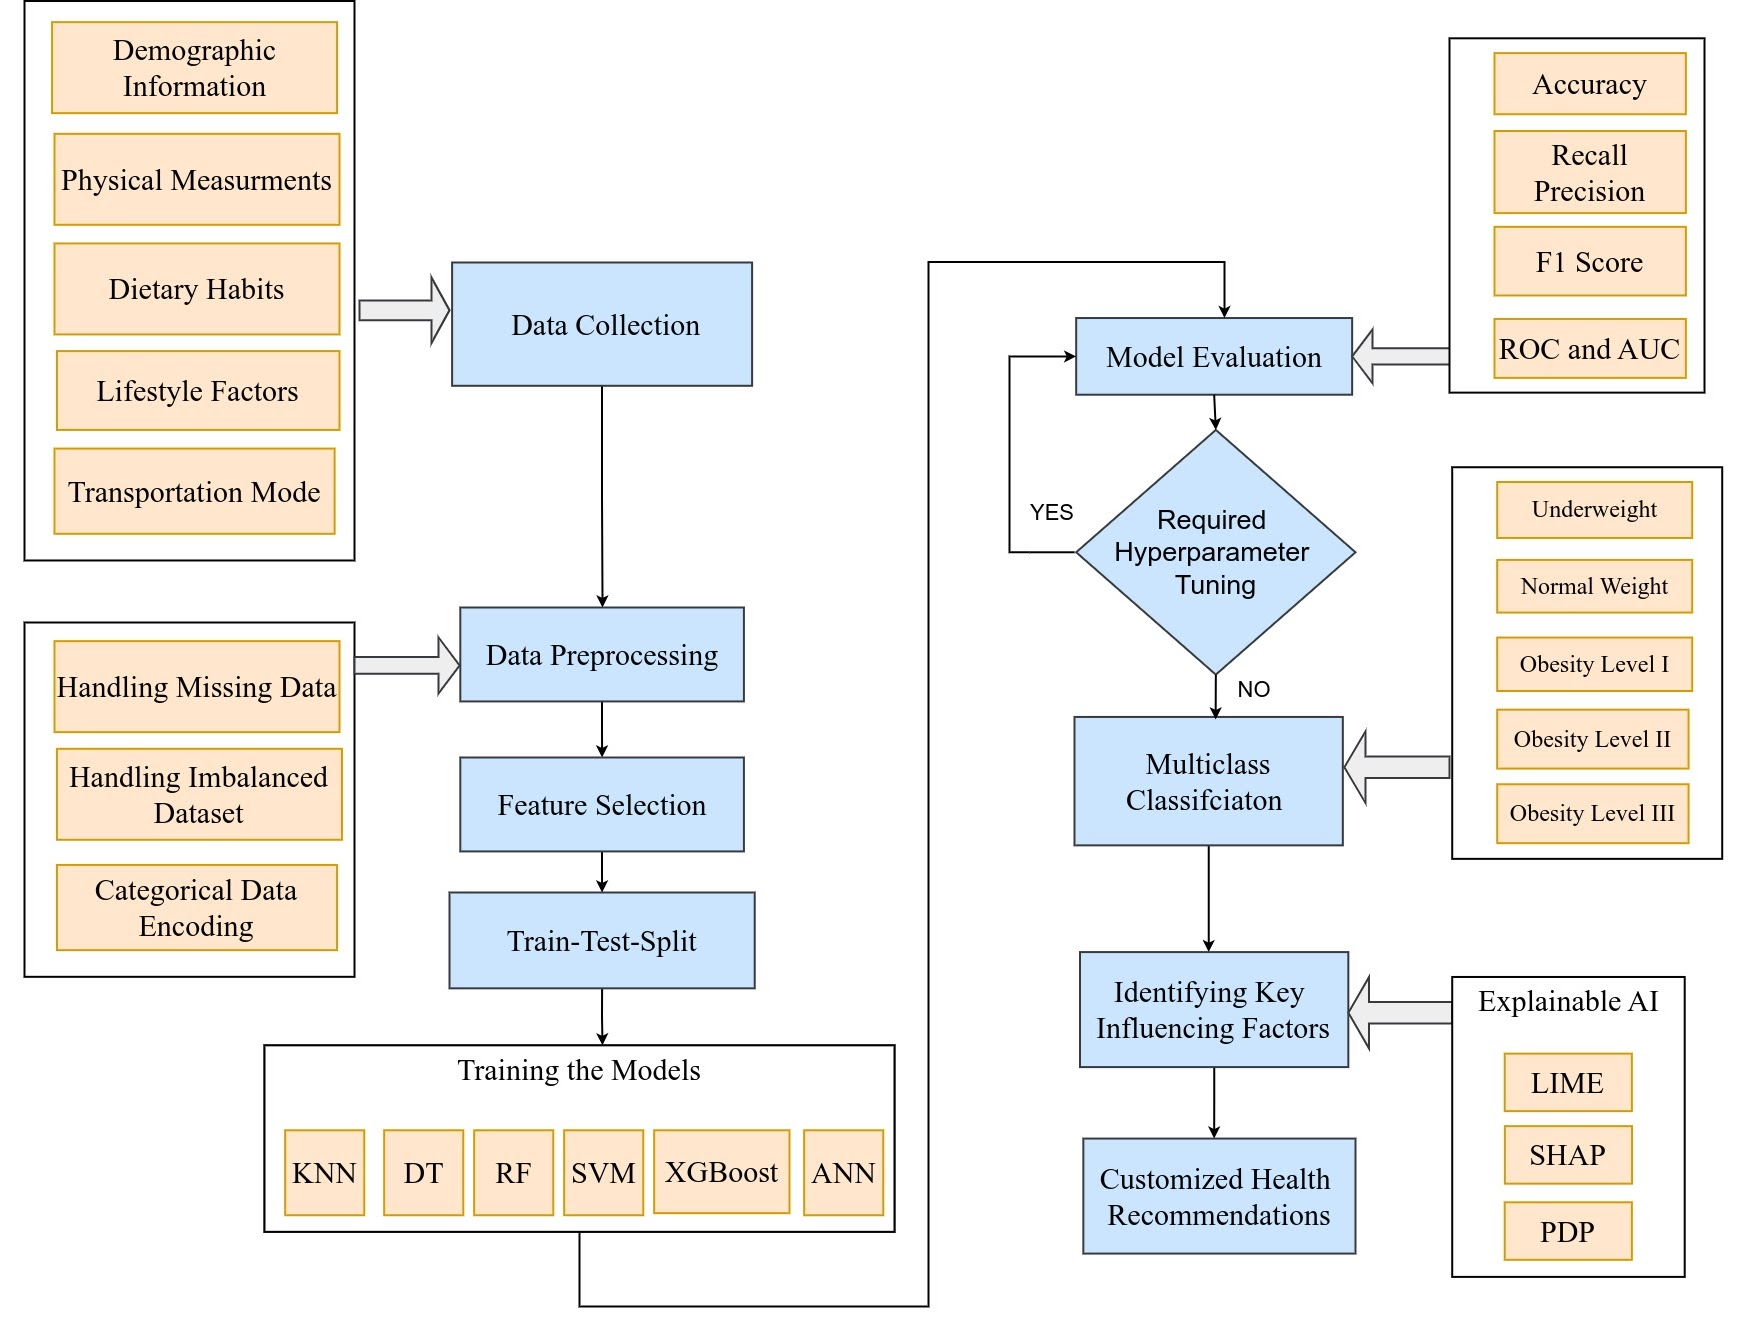 Demographic
Information
Physical Measurments
Dietary Habits
Lifestyle Factors
Transportation Mode
Data Collection
Handling Missing Data
Handling Imbalanced
Dataset
Categorical Data
Encoding
Data Preprocessing
Feature Selection
Train-Test-Split
Training the Models
KNN
DT
RF
SVM
XGBoost
ANN
Accuracy
Recall
Precision
F1 Score
ROC and AUC
Model Evaluation
YES
Required
Hyperparameter
Tuning
NO
Underweight
Normal Weight
Obesity Level I
Obesity Level II
Obesity Level III
Multiclass
Classifciaton
Identifying Key
Influencing Factors
Explainable AI
LIME
SHAP
PDP
Customized Health
Recommendations